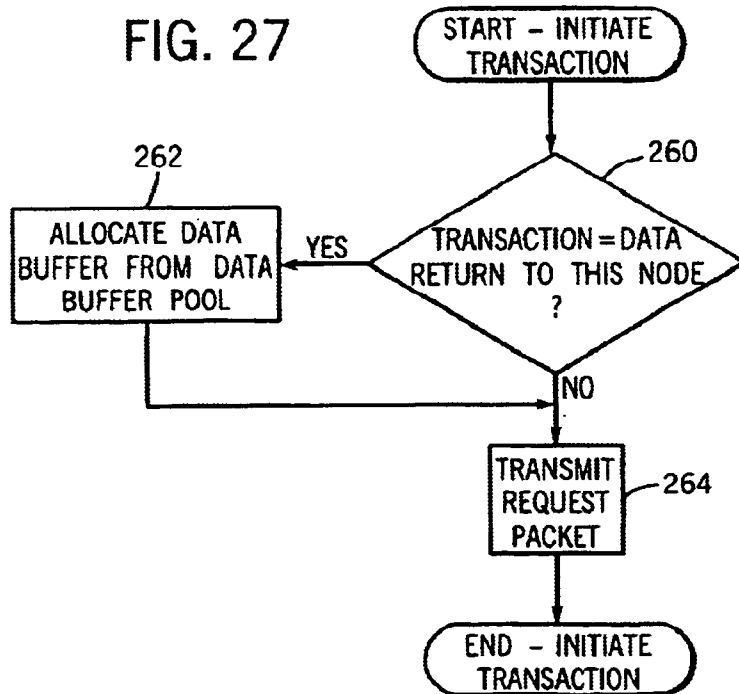 FIG. 27
START - INITIATE
TRANSACTION
260
TRANSACTION=DATA
RETURN TO THIS NODE
?
262
YES
ALLOCATE DATA
BUFFER FROM DATA
BUFFER POOL
NO
TRANSMIT
REQUEST
PACKET
264
END - INITIATE
TRANSACTION